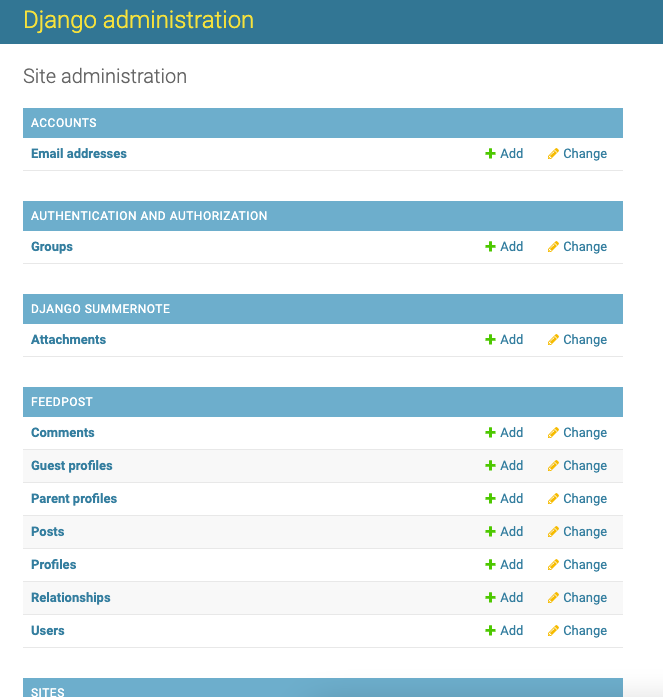 Django administration
Site administration
ACCOUNTS
Email addresses Add Change
AUTHENTICATION AND AUTHORIZATION
Groups Add Change
DJANGO SUMMERNOTE
Attachments Add Change
FEEDPOST
Comments Add Change
Guest profiles Add Change
Parent profiles Add Change
Posts Add Change
Profiles Add Change
Relationships Add Change
Users Add Change
SITES